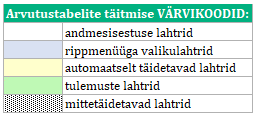 Arvutustabelite täitmise VÄRVIKOODID:
andmesisestuse lahtrid
rippmenüüga valikulahtrid
automaatselt täidetavad lahtrid
tulemuste lahtrid
mittetäidetavad lahtrid